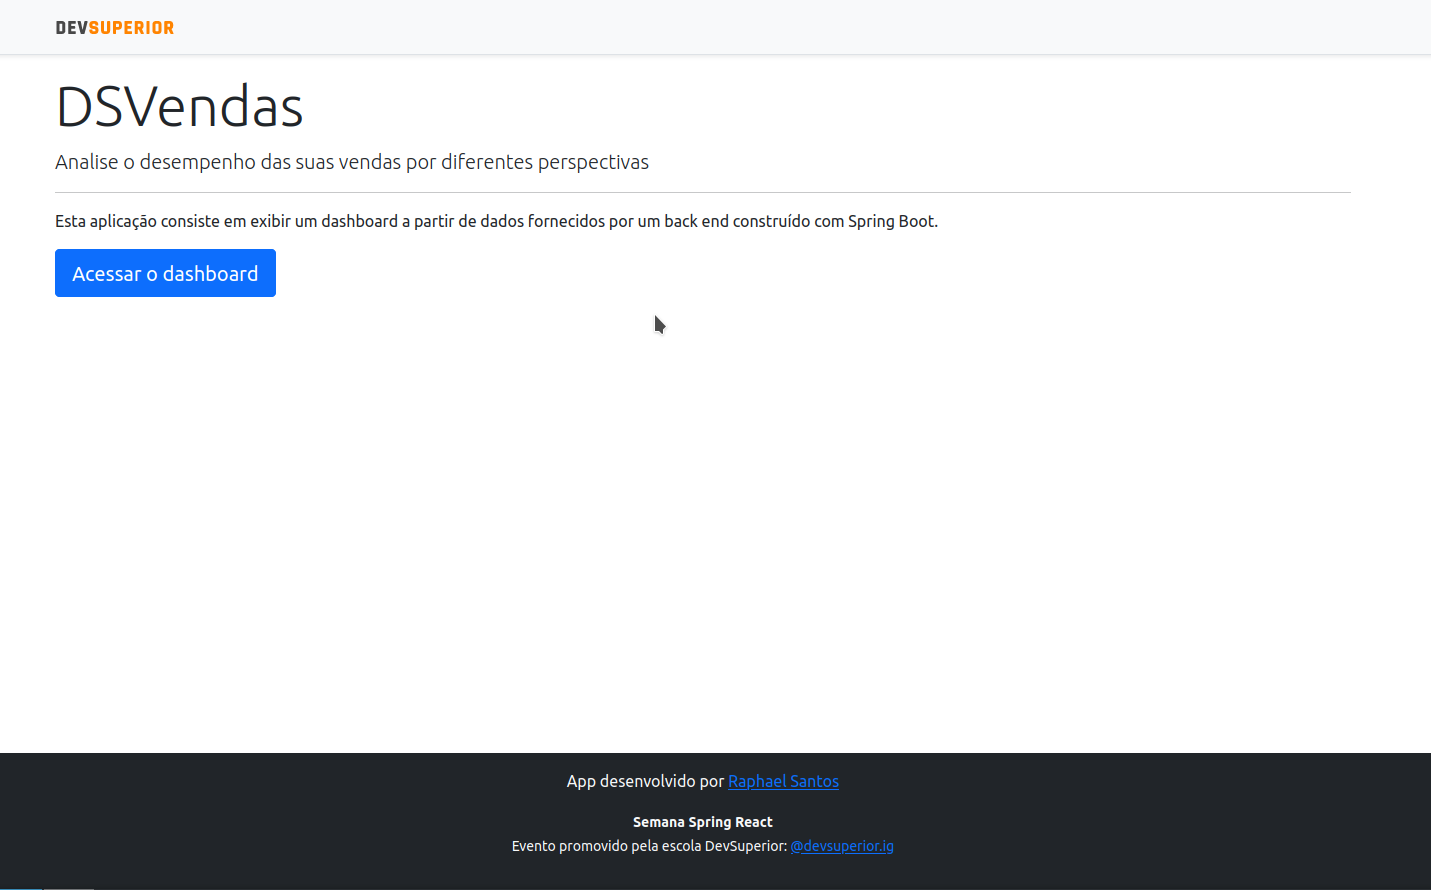 DEVSUPERIOR
DSVendas
Analise o desempenho das suas vendas por diferentes perspectivas
Esta aplicação consiste em exibir um dashboard a partir de dados fornecidos por um back end construído com Spring Boot.
Acessar o dashboard
App desenvolvido por Raphael Santos
Semana Spring React
Evento promovido pela escola DevSuperior: @devsuperior.ig